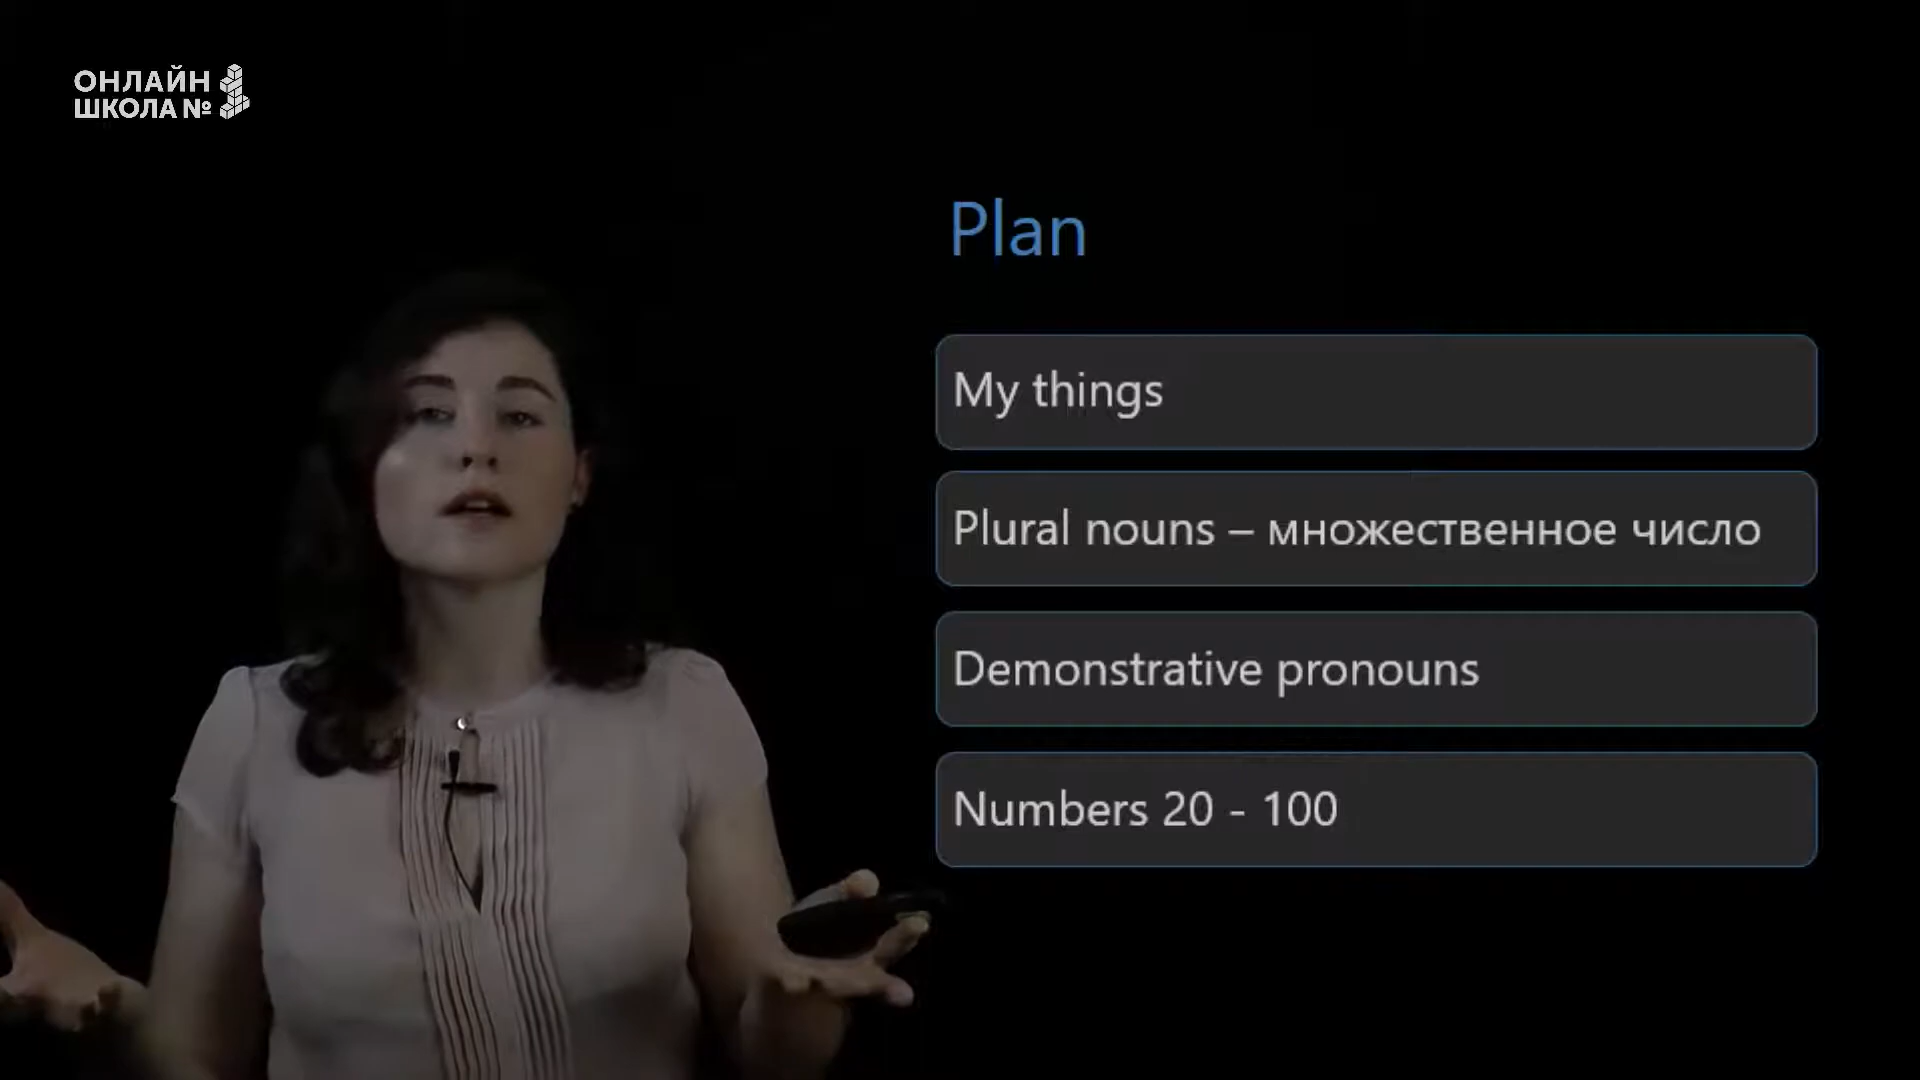 ОНЛАЙН
ШКОЛА №
Plan
My things
Plural nouns – множественное число
Demonstrative pronouns
Numbers 20 - 100